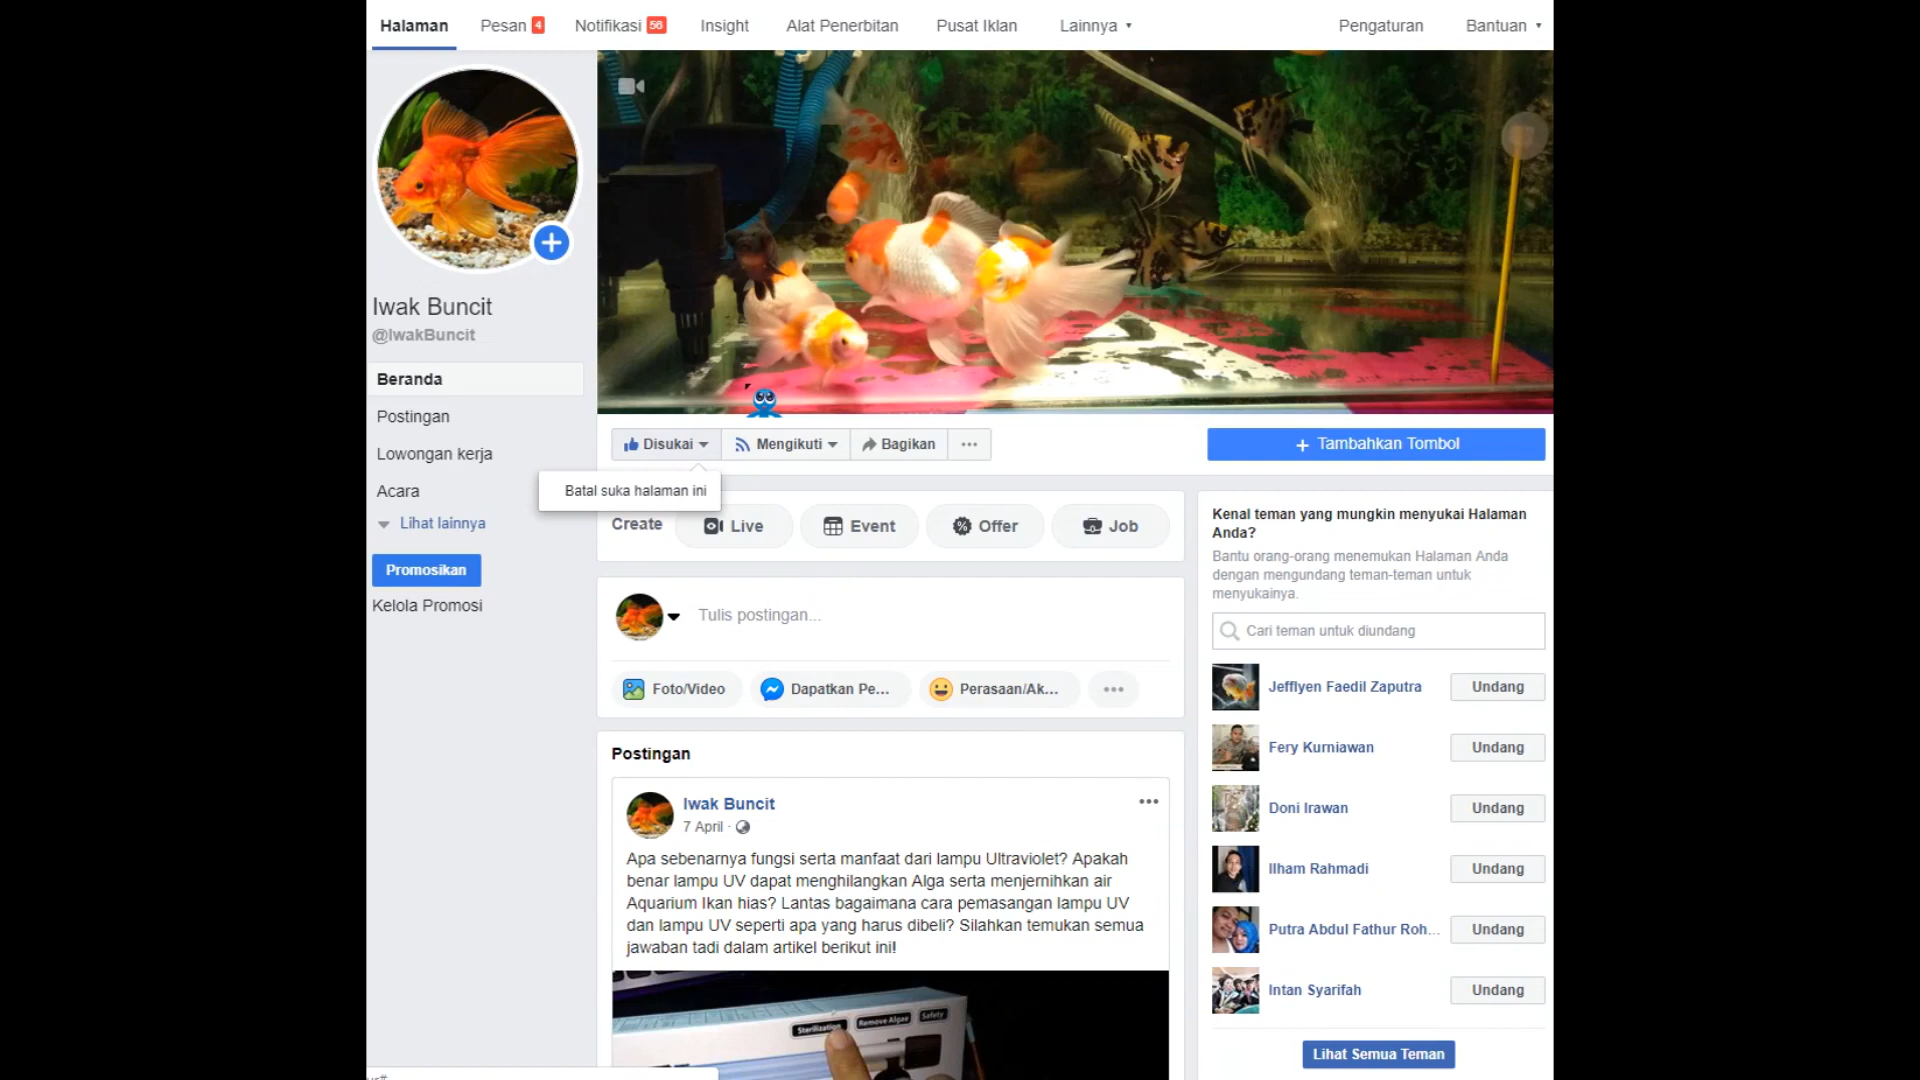 Halaman Pesan 4 Notifikasi 56 Insight Alat Penerbitan Pusat Iklan Lainnya Pengaturan Bantuan
Iwak Buncit
@IwakBuncit
Beranda
Postingan
Lowongan kerja
Acara
Lihat lainnya
Promosikan
Kelola Promosi
Disukai Mengikuti Bagikan ...
+ Tambahkan Tombol
Batal suka halaman ini
Create Live Event Offer Job
Tulis postingan...
Foto/Video Dapatkan Pe... Perasaan/Ak... ...
Postingan
Iwak Buncit
7 April ·
Apa sebenarnya fungsi serta manfaat dari lampu Ultraviolet? Apakah
benar lampu UV dapat menghilangkan Alga serta menjernihkan air
Aquarium Ikan hias? Lantas bagaimana cara pemasangan lampu UV
dan lampu UV seperti apa yang harus dibeli? Silahkan temukan semua
jawaban tadi dalam artikel berikut ini!
Sterilization Remove Algae Safety
Kenal teman yang mungkin menyukai Halaman
Anda?
Bantu orang-orang menemukan Halaman Anda
dengan mengundang teman-teman untuk
menyukainya.
Cari teman untuk diundang
Jefflyen Faedil Zaputra Undang
Fery Kurniawan Undang
Doni Irawan Undang
Ilham Rahmadi Undang
Putra Abdul Fathur Roh... Undang
Intan Syarifah Undang
Lihat Semua Teman